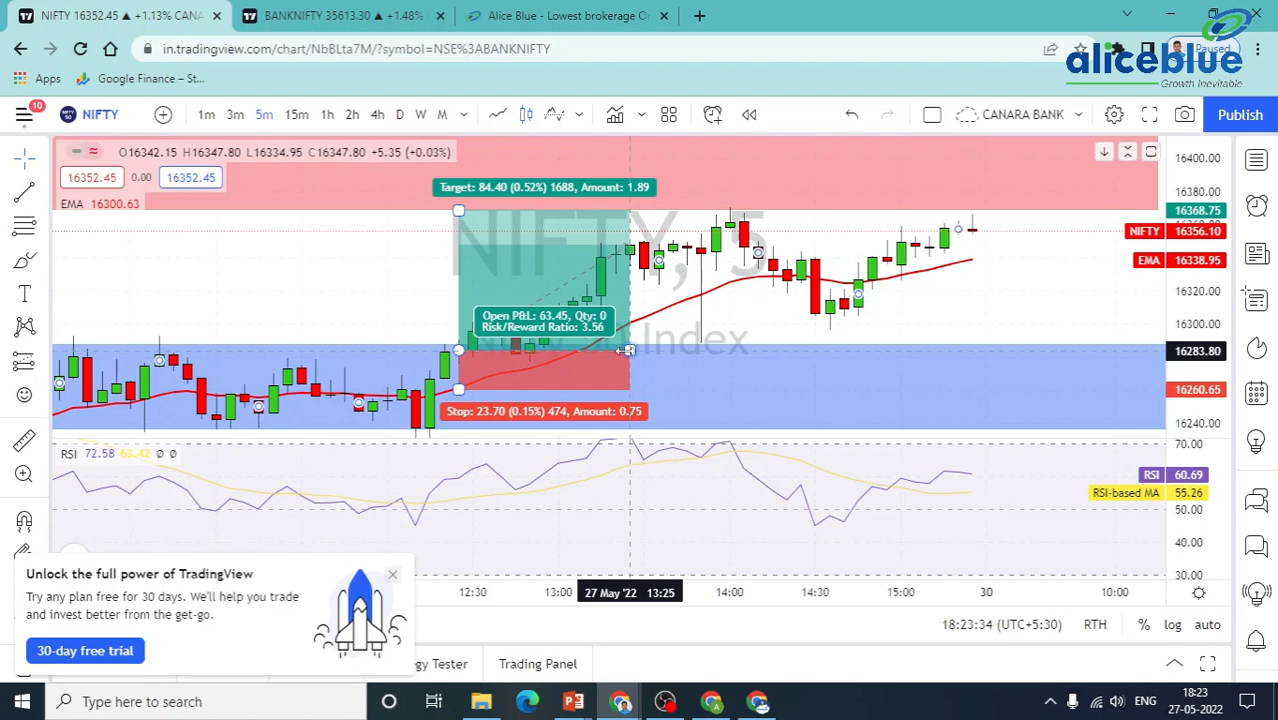 NIFTY 16352.45 ▲ +1.13% CANA
BANKNIFTY 35613.30 ▲ +1.48%
Alice Blue - Lowest brokerage Or
in.tradingview.com/chart/NbBLta7M/?symbol=NSE%3ABANKNIFTY
Paused
aliceblue
Growth Inevitable
Apps
Google Finance – St...
10
NIFTY
1m 3m 5m 15m 1h 2h 4h D W M
CANARA BANK
Publish
O16342.15 H16347.80 L16334.95 C16347.80 +5.35 (+0.03%)
16352.45 0.00 16352.45
EMA 16300.63
Target: 84.40 (0.52%) 1688, Amount: 1.89
NIFTY, 5
Nifty 50 Index
Open P&L: 63.45, Qty: 0
Risk/Reward Ratio: 3.56
Stop: 23.70 (0.15%) 474, Amount: 0.75
16400.00
16380.00
16368.75
NIFTY 16356.10
EMA 16338.95
16320.00
16300.00
16283.80
16260.65
16240.00
RSI 72.58 63.42 Ø Ø
70.00
RSI 60.69
RSI-based MA 55.26
50.00
40.00
30.00
12:30 13:00 27 May '22 13:25 14:00 14:30 15:00 30 10:00
Unlock the full power of TradingView
Try any plan free for 30 days. We'll help you trade
and invest better from the get-go.
30-day free trial
18:23:34 (UTC+5:30) RTH % log auto
gy Tester Trading Panel
Type here to search
ENG
18:23
27-05-2022